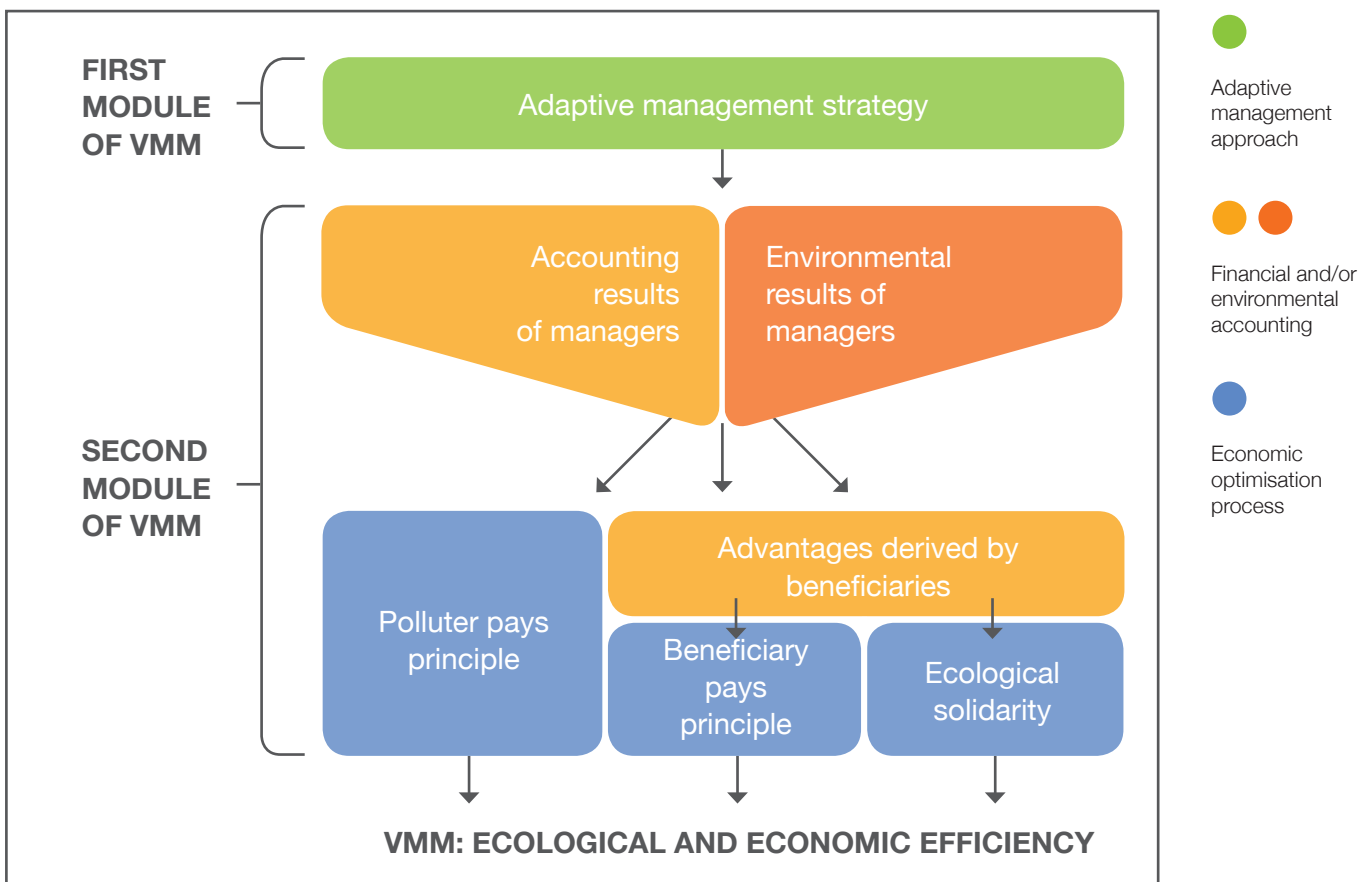 FIRST
MODULE
OF VMM
Adaptive management strategy
Adaptive
management
approach
Accounting
results
of managers
Environmental
results of
managers
Financial and/or
environmental
accounting
SECOND
MODULE
OF VMM
Economic
optimisation
process
Polluter pays
principle
Advantages derived by
beneficiaries
Beneficiary
pays
principle
Ecological
solidarity
VMM: ECOLOGICAL AND ECONOMIC EFFICIENCY